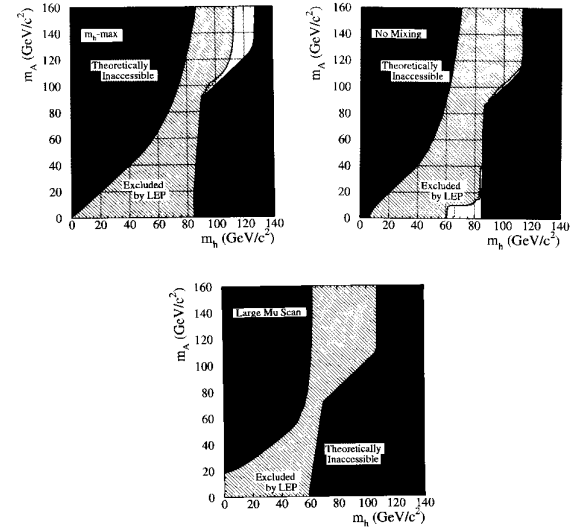 m_A (GeV/c²)
160
140
120
100
80
60
40
20
0
m_h-max
Theoretically
Inaccessible
Excluded
by LEP
0 20 40 60 80 100 120 140
m_h (GeV/c²)
m_A (GeV/c²)
160
140
120
100
80
60
40
20
0
No Mixing
Theoretically
Inaccessible
Excluded
by LEP
0 20 40 60 80 100 120 140
m_h (GeV/c²)
m_A (GeV/c²)
160
140
120
100
80
60
40
20
0
Large Mu Scan
Theoretically
Inaccessible
Excluded
by LEP
0 20 40 60 80 100 120 140
m_h (GeV/c²)